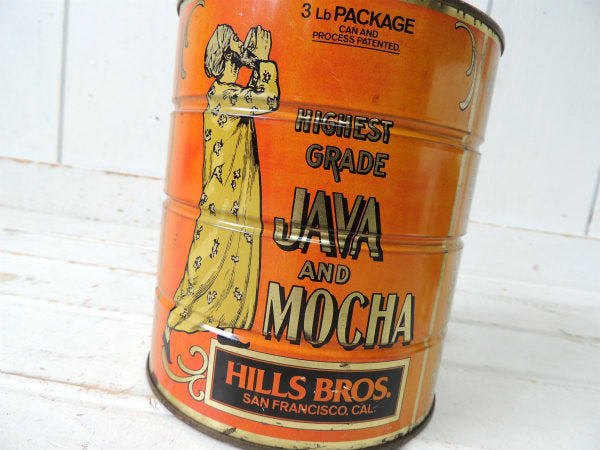 3 Lb PACKAGE
CAN AND
PROCESS PATENTED.
HIGHEST
GRADE
JAVA
AND
MOCHA
HILLS BROS.
SAN FRANCISCO, CAL.